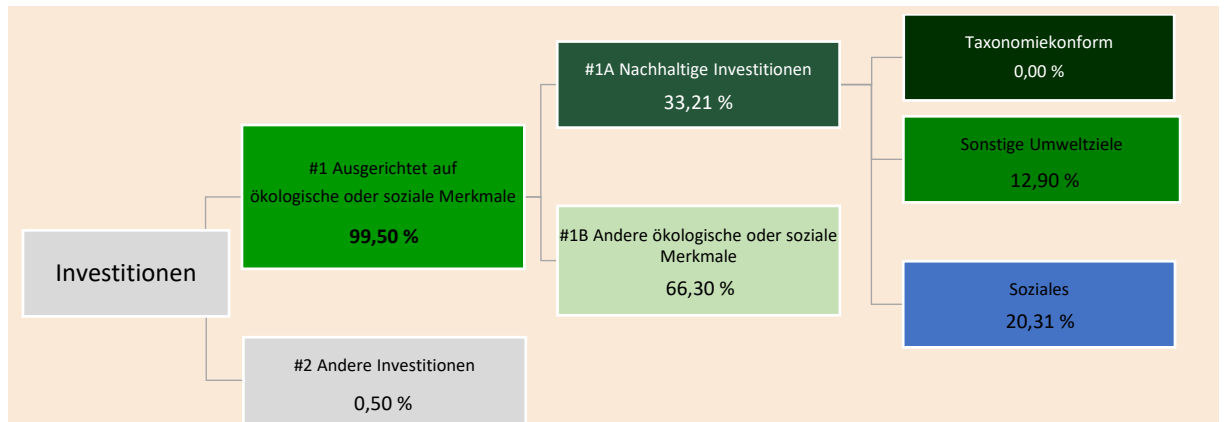 Investitionen
#1 Ausgerichtet auf
ökologische oder soziale Merkmale
99,50 %
#2 Andere Investitionen
0,50 %
#1A Nachhaltige Investitionen
33,21 %
#1B Andere ökologische oder soziale
Merkmale
66,30 %
Taxonomiekonform
0,00 %
Sonstige Umweltziele
12,90 %
Soziales
20,31 %